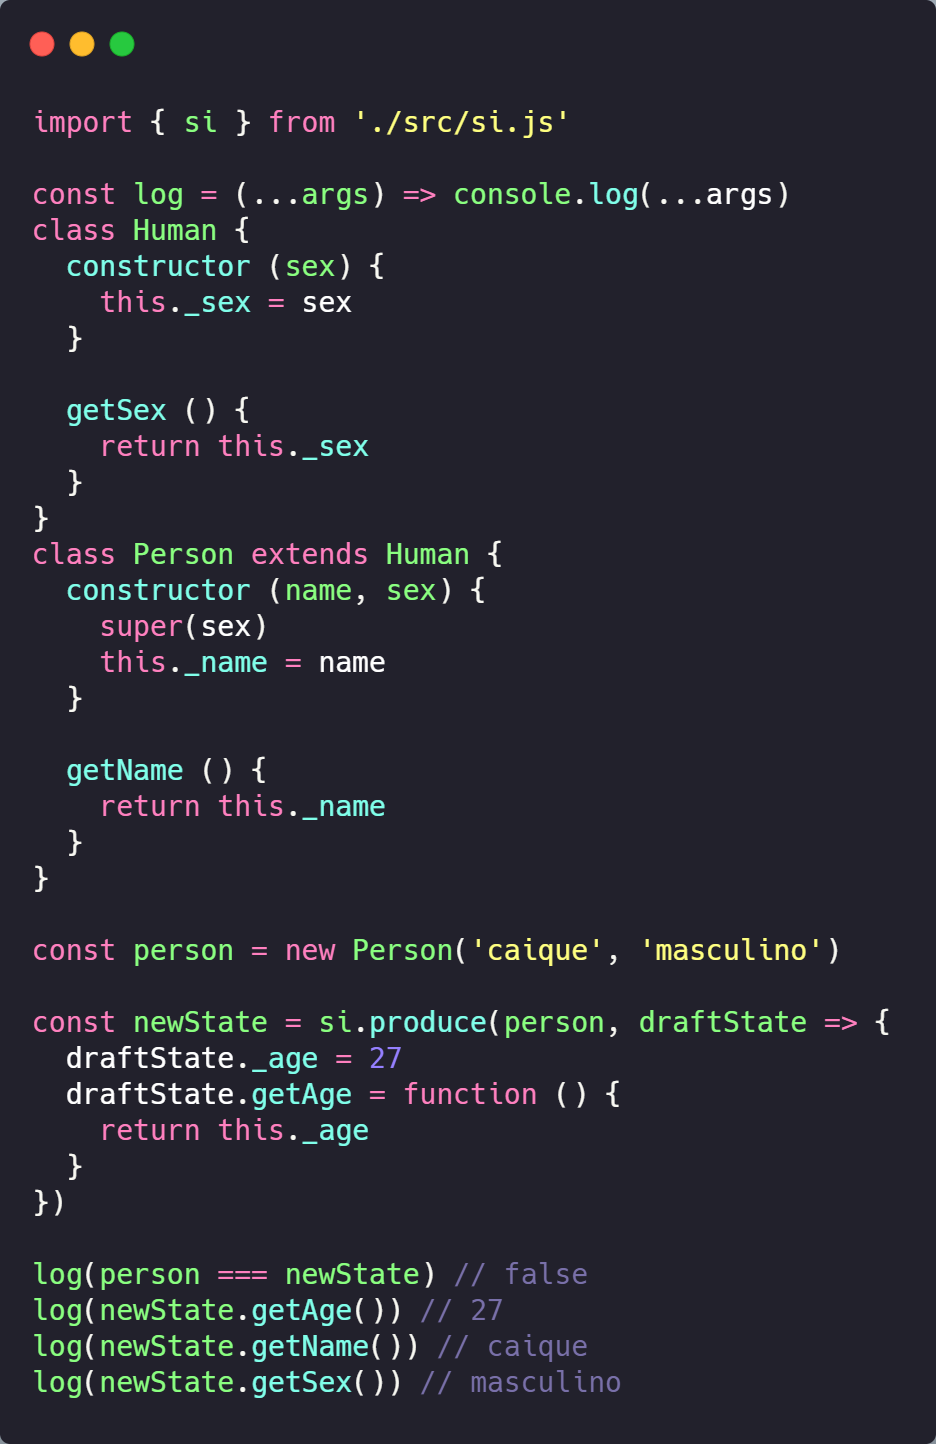 import { si } from './src/si.js'
const log = (...args) => console.log(...args)
class Human {
  constructor (sex) {
    this._sex = sex
  }
  getSex () {
    return this._sex
  }
}
class Person extends Human {
  constructor (name, sex) {
    super(sex)
    this._name = name
  }
  getName () {
    return this._name
  }
}
const person = new Person('caique', 'masculino')
const newState = si.produce(person, draftState => {
  draftState._age = 27
  draftState.getAge = function () {
    return this._age
  }
})
log(person === newState) // false
log(newState.getAge()) // 27
log(newState.getName()) // caique
log(newState.getSex()) // masculino